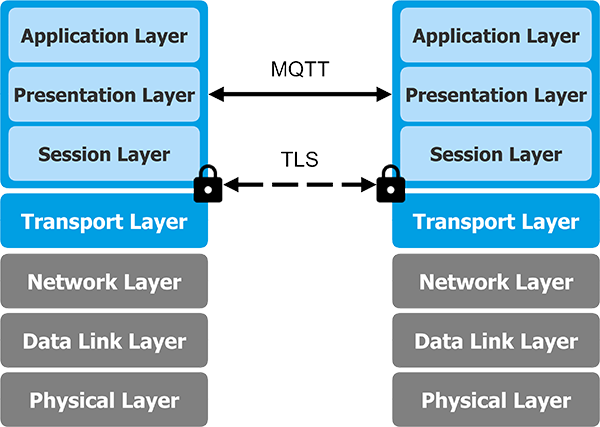 Application Layer
Presentation Layer
Session Layer
Transport Layer
Network Layer
Data Link Layer
Physical Layer
MQTT
TLS
Application Layer
Presentation Layer
Session Layer
Transport Layer
Network Layer
Data Link Layer
Physical Layer